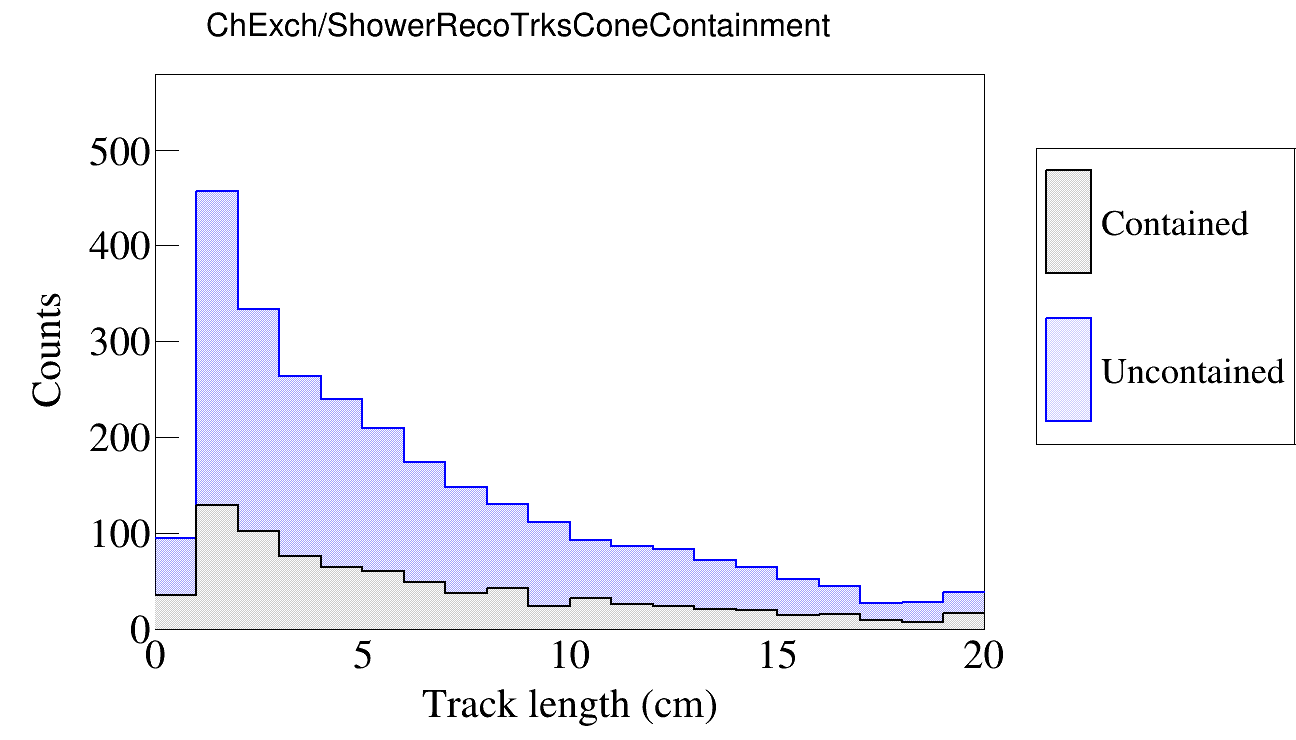 ChExch/ShowerRecoTrksConeContainment
500
400
300
200
100
0
Counts
0 5 10 15 20
Track length (cm)
Contained
Uncontained